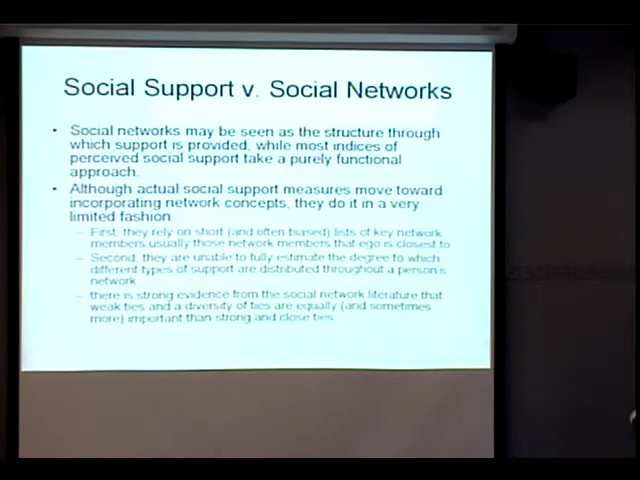 Social Support v. Social Networks
• Social networks may be seen as the structure through
which support is provided, while most indices of
perceived social support take a purely functional
approach.
• Although actual social support measures move toward
incorporating network concepts, they do it in a very
limited fashion
– First, they rely on short (and often biased) lists of key network
members usually those network members that ego is closest to
– Second, they are unable to fully estimate the degree to which
different types of support are distributed throughout a person's
network
– there is strong evidence from the social network literature that
weak ties and a diversity of ties are equally (and sometimes
more) important than strong and close ties